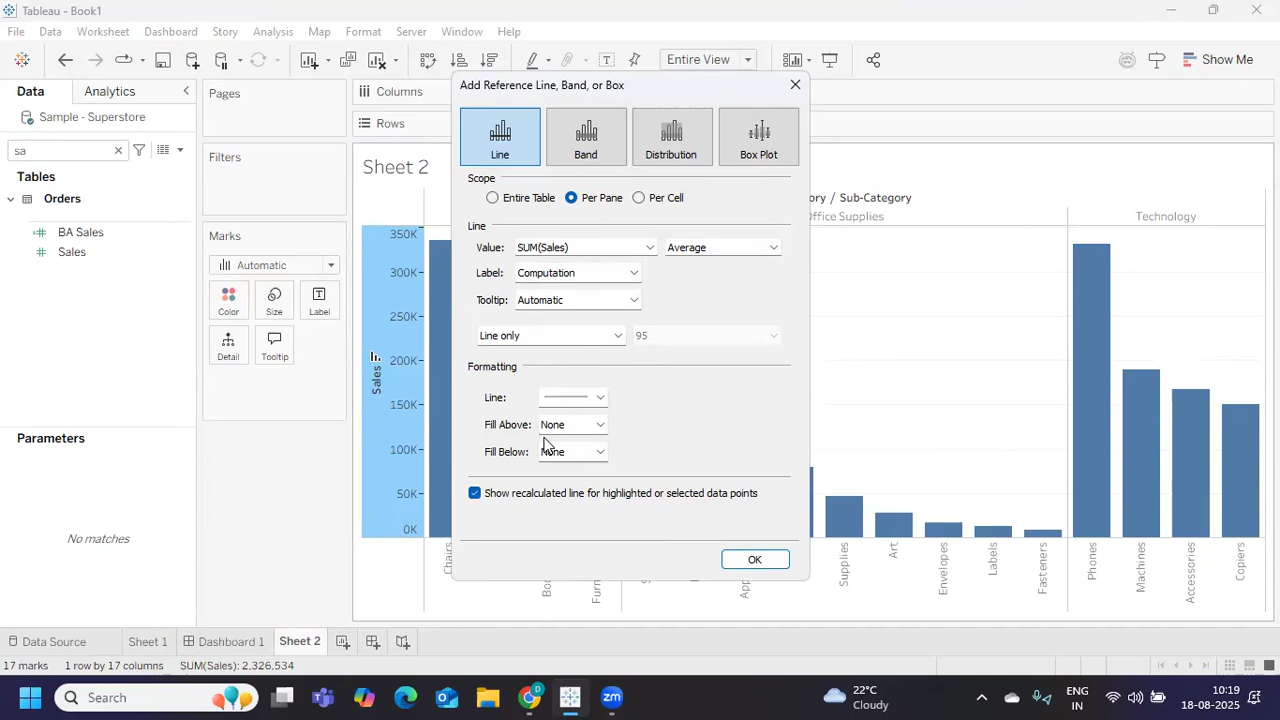 Tableau - Book1
File Data Worksheet Dashboard Story Analysis Map Format Server Window Help
Entire View
Show Me
Data Analytics
Sample - Superstore
sa
Tables
Orders
BA Sales
Sales
Parameters
No matches
Pages
Filters
Marks
Automatic
Color Size Label
Detail Tooltip
Columns
Rows
Sheet 2
ory / Sub-Category
Office Supplies
Technology
Sales
350K
300K
250K
200K
150K
100K
50K
0K
Chairs
Supplies
Art
Envelopes
Labels
Fasteners
Phones
Machines
Accessories
Copiers
Add Reference Line, Band, or Box
Line Band Distribution Box Plot
Scope
Entire Table Per Pane Per Cell
Line
Value: SUM(Sales) Average
Label: Computation
Tooltip: Automatic
Line only 95
Formatting
Line:
Fill Above: None
Fill Below: None
Show recalculated line for highlighted or selected data points
OK
Data Source Sheet 1 Dashboard 1 Sheet 2
17 marks 1 row by 17 columns SUM(Sales): 2,326,534
Search
22°C
Cloudy
ENG
IN
10:19
18-08-2025